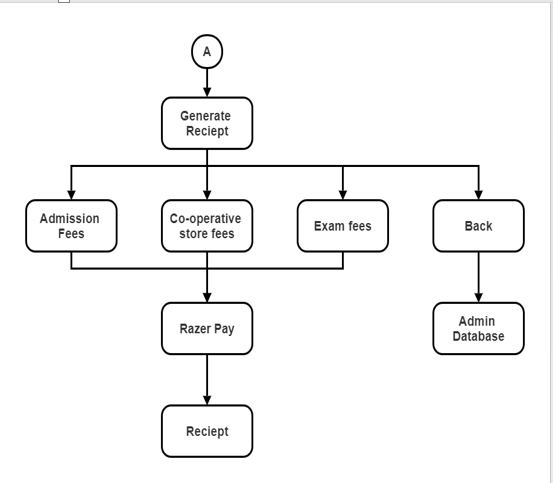 A
Generate
Reciept
Admission
Fees
Co-operative
store fees
Exam fees
Back
Razer Pay
Admin
Database
Reciept